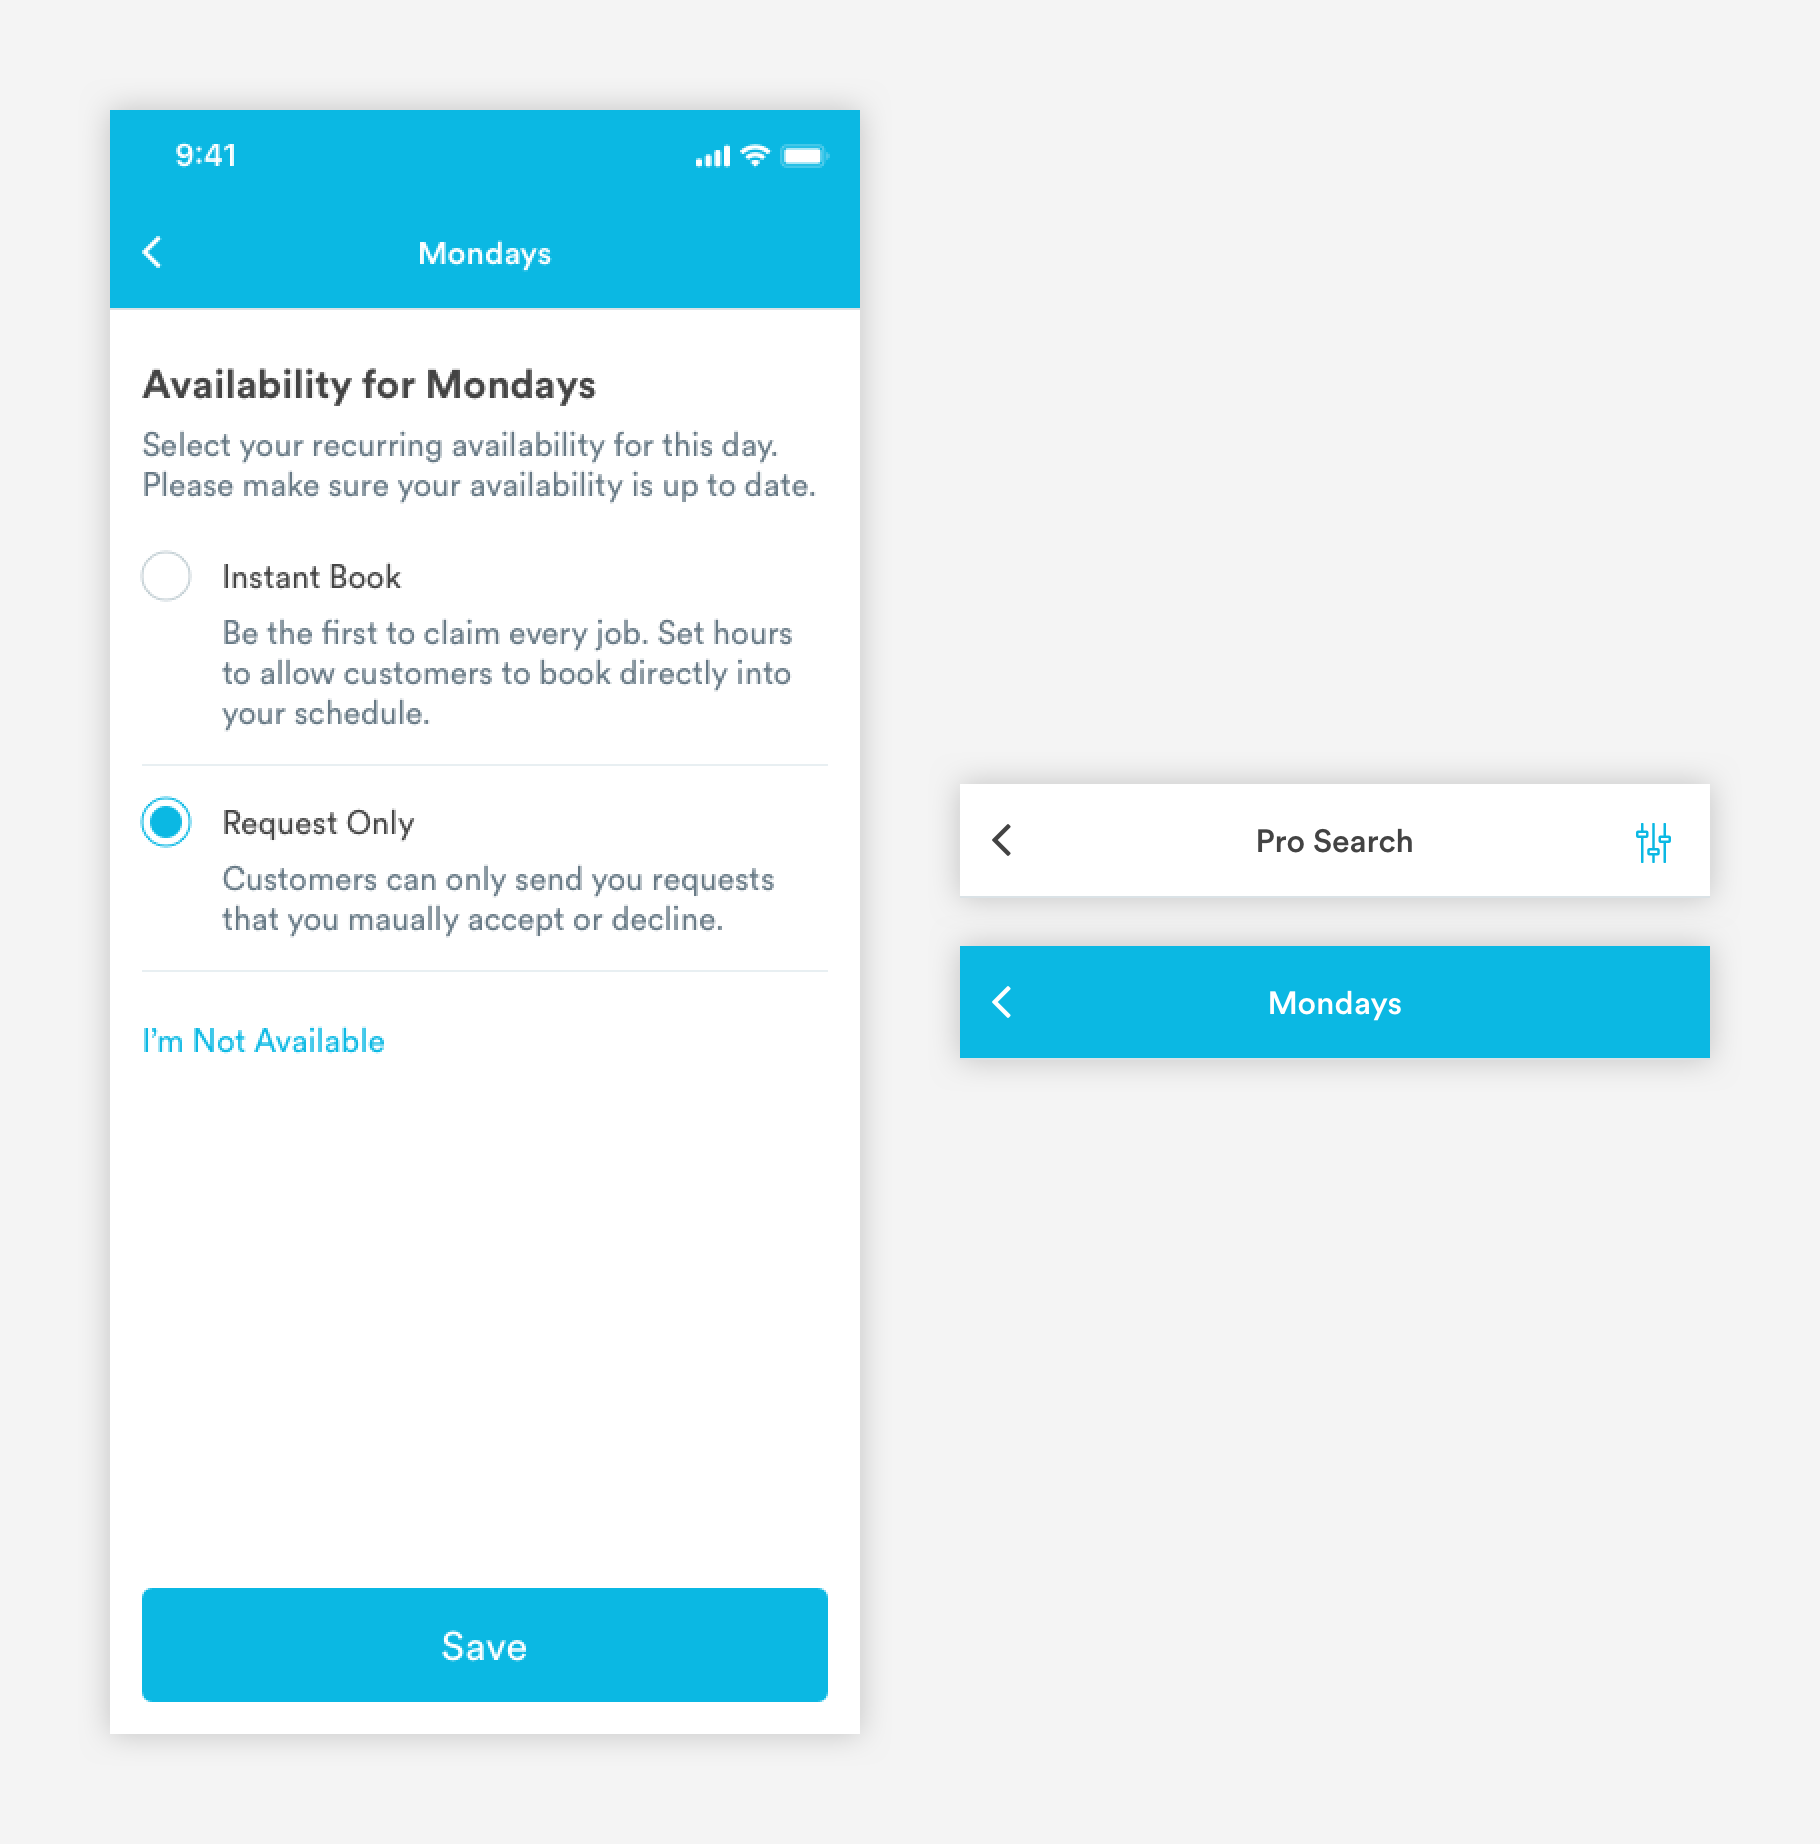 9:41
Mondays
Availability for Mondays
Select your recurring availability for this day.
Please make sure your availability is up to date.
Instant Book
Be the first to claim every job. Set hours
to allow customers to book directly into
your schedule.
Request Only
Customers can only send you requests
that you maually accept or decline.
I’m Not Available
Save
Pro Search
Mondays